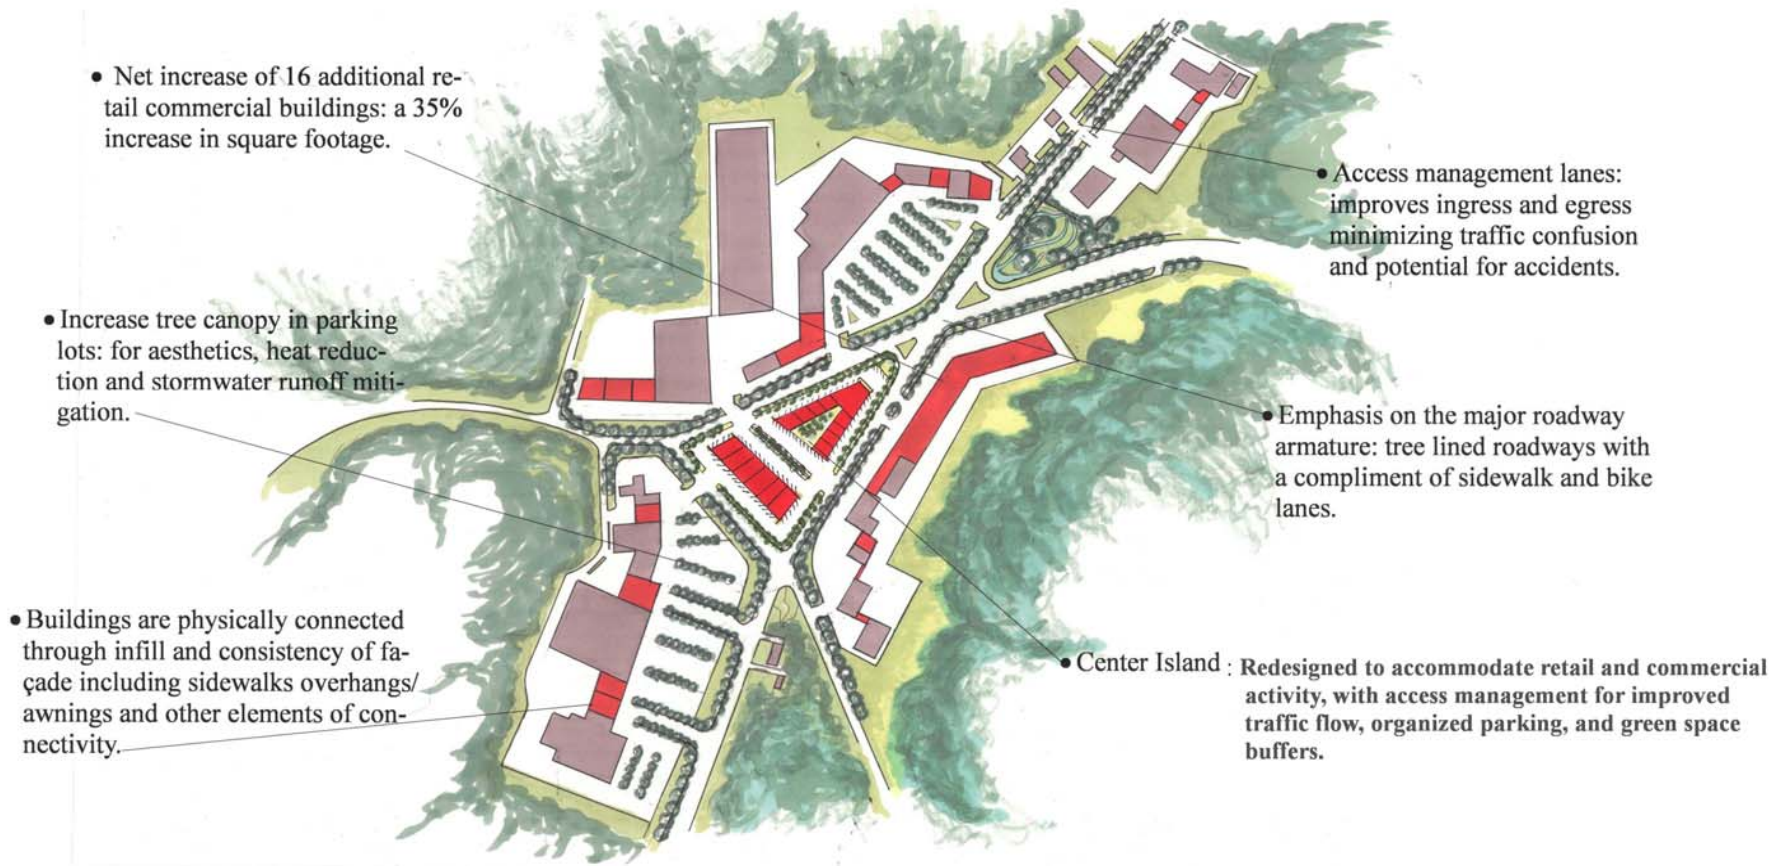 • Net increase of 16 additional re-
tail commercial buildings: a 35%
increase in square footage.
• Increase tree canopy in parking
lots: for aesthetics, heat reduc-
tion and stormwater runoff miti-
gation.
• Buildings are physically connected
through infill and consistency of fa-
çade including sidewalks overhangs/
awnings and other elements of con-
nectivity.
• Access management lanes:
improves ingress and egress
minimizing traffic confusion
and potential for accidents.
• Emphasis on the major roadway
armature: tree lined roadways with
a compliment of sidewalk and bike
lanes.
• Center Island : Redesigned to accommodate retail and commercial
activity, with access management for improved
traffic flow, organized parking, and green space
buffers.